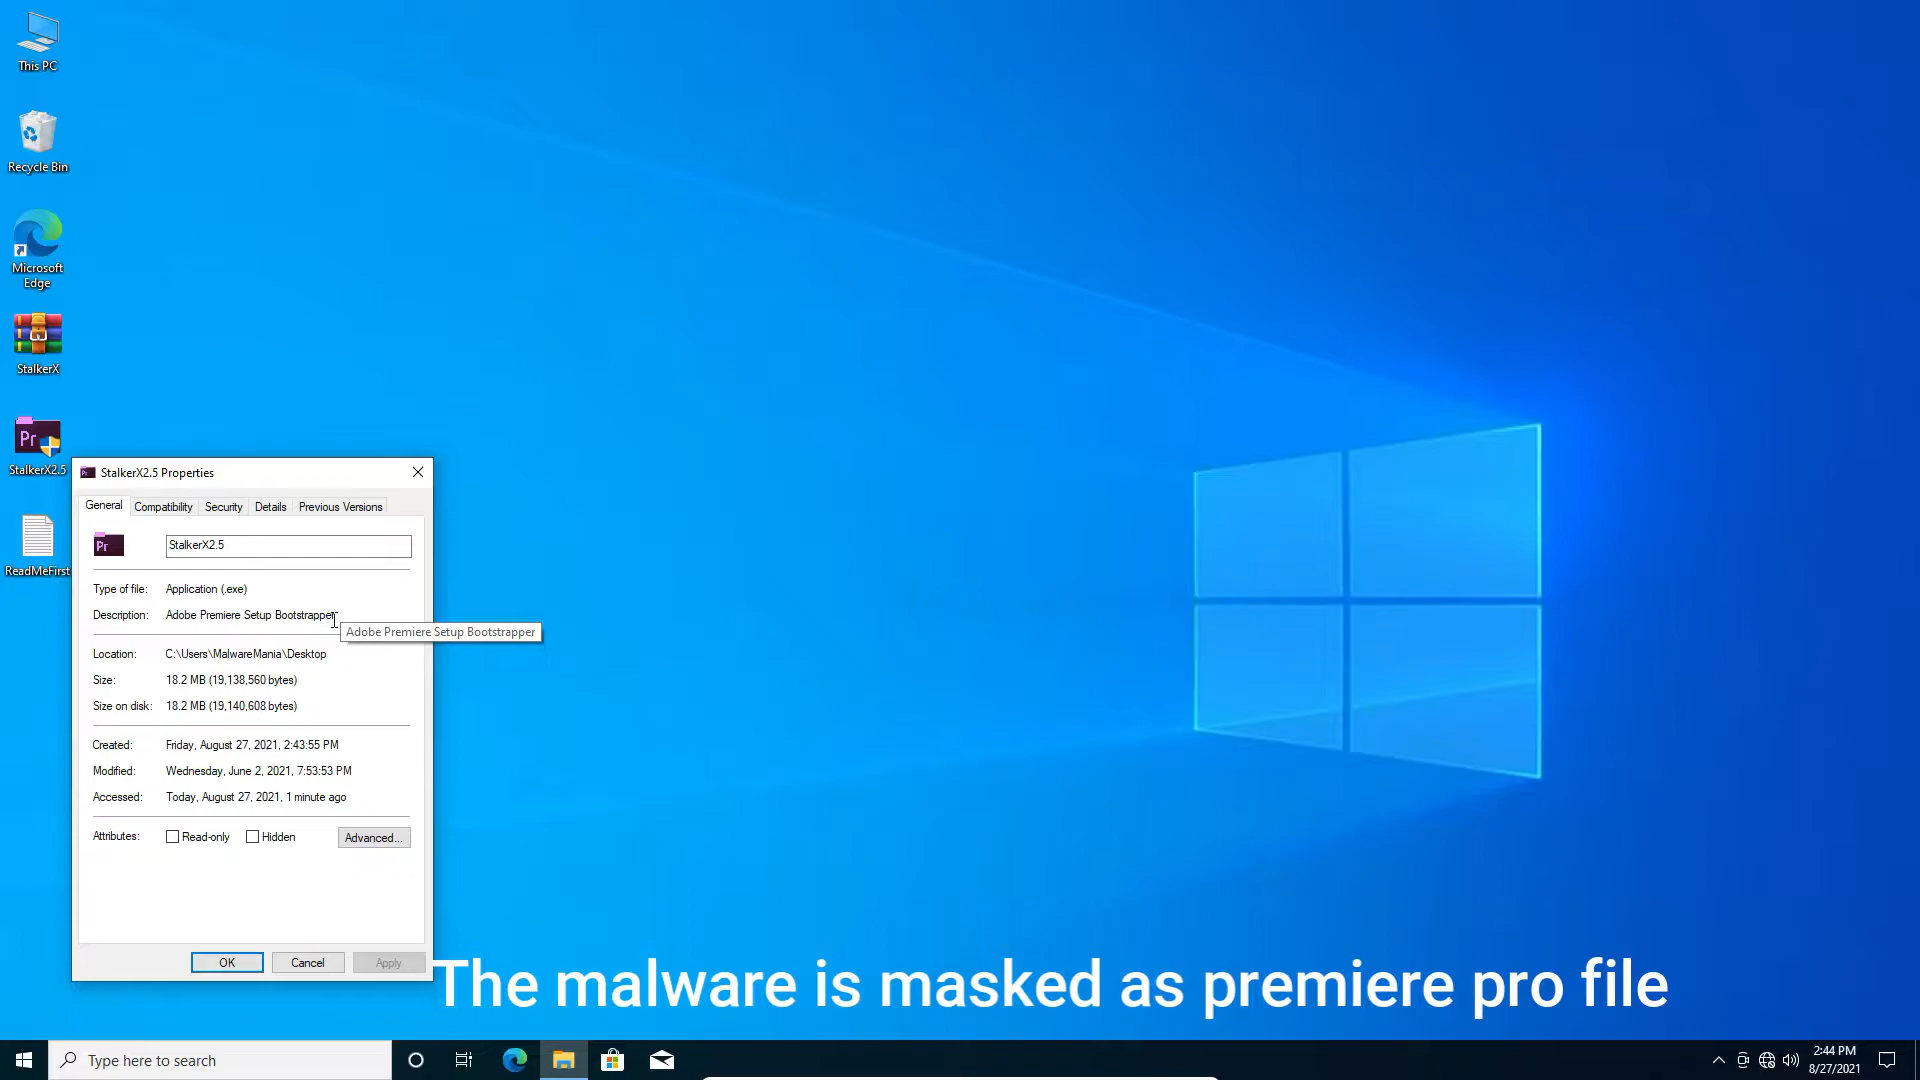 This PC
Recycle Bin
Microsoft
Edge
StalkerX
Pr
StalkerX2.5
ReadMeFirst
Pr
StalkerX2.5 Properties
General
Compatibility
Security
Details
Previous Versions
Pr
StalkerX2.5
Type of file: Application (.exe)
Description: Adobe Premiere Setup Bootstrapper
Adobe Premiere Setup Bootstrapper
Location: C:\Users\MalwareMania\Desktop
Size: 18.2 MB (19,138,560 bytes)
Size on disk: 18.2 MB (19,140,608 bytes)
Created: Friday, August 27, 2021, 2:43:55 PM
Modified: Wednesday, June 2, 2021, 7:53:53 PM
Accessed: Today, August 27, 2021, 1 minute ago
Attributes: Read-only Hidden Advanced...
OK Cancel Apply
The malware is masked as premiere pro file
Type here to search
2:44 PM
8/27/2021